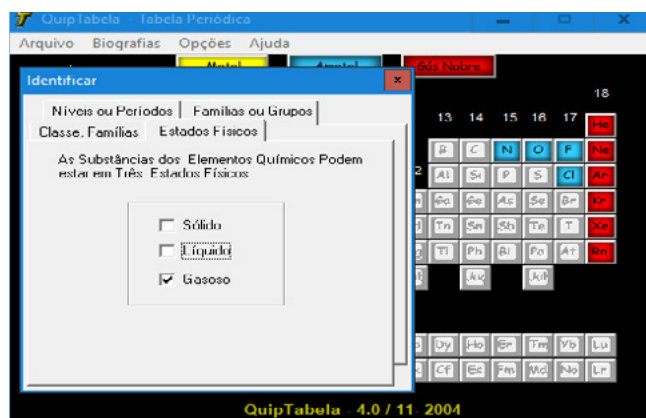 QuipTabela - Tabela Periódica
Arquivo Biografias Opções Ajuda
Metal Ametal Gás Nobre
Identificar
Níveis ou Períodos Famílias ou Grupos
Classe. Famílias Estados Físicos
As Substâncias dos Elementos Químicos Podem
estar em Três Estados Físicos
Sólido
Líquido
Gasoso
18
13 14 15 16 17 He
B C N O F Ne
2 Al Si P S Cl Ar
Ga Ge As Se Br Kr
Sn Sb Te Xe
Tl Pb Bi Po At Rn
Dy Ho Er Tm Yb Lu
Cf Es Fm Md No Lr
QuipTabela - 4.0 / 11- 2004